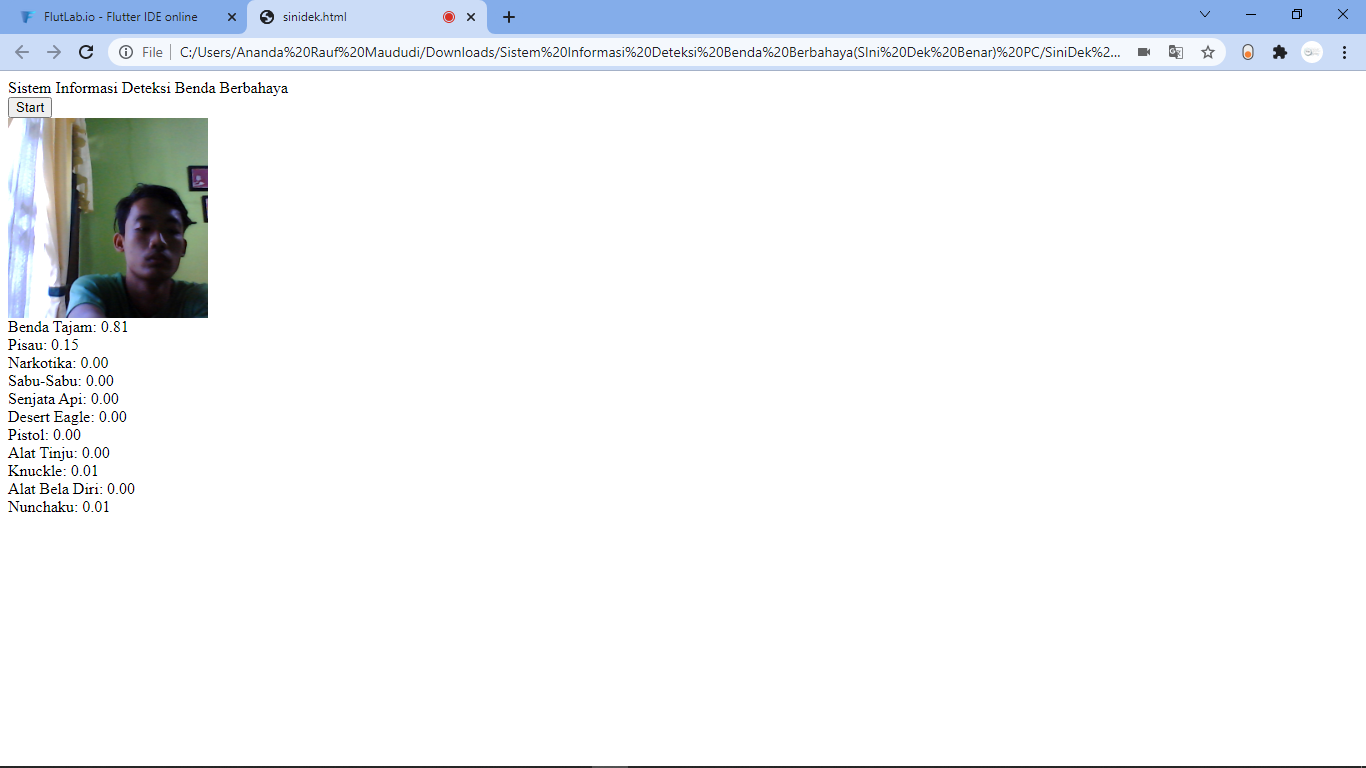 FlutLab.io - Flutter IDE online
sinidek.html
File
C:/Users/Ananda%20Rauf%20Maududi/Downloads/Sistem%20Informasi%20Deteksi%20Benda%20Berbahaya(SIni%20Dek%20Benar)%20PC/SiniDek%2...
Sistem Informasi Deteksi Benda Berbahaya
Start
Benda Tajam: 0.81
Pisau: 0.15
Narkotika: 0.00
Sabu-Sabu: 0.00
Senjata Api: 0.00
Desert Eagle: 0.00
Pistol: 0.00
Alat Tinju: 0.00
Knuckle: 0.01
Alat Bela Diri: 0.00
Nunchaku: 0.01